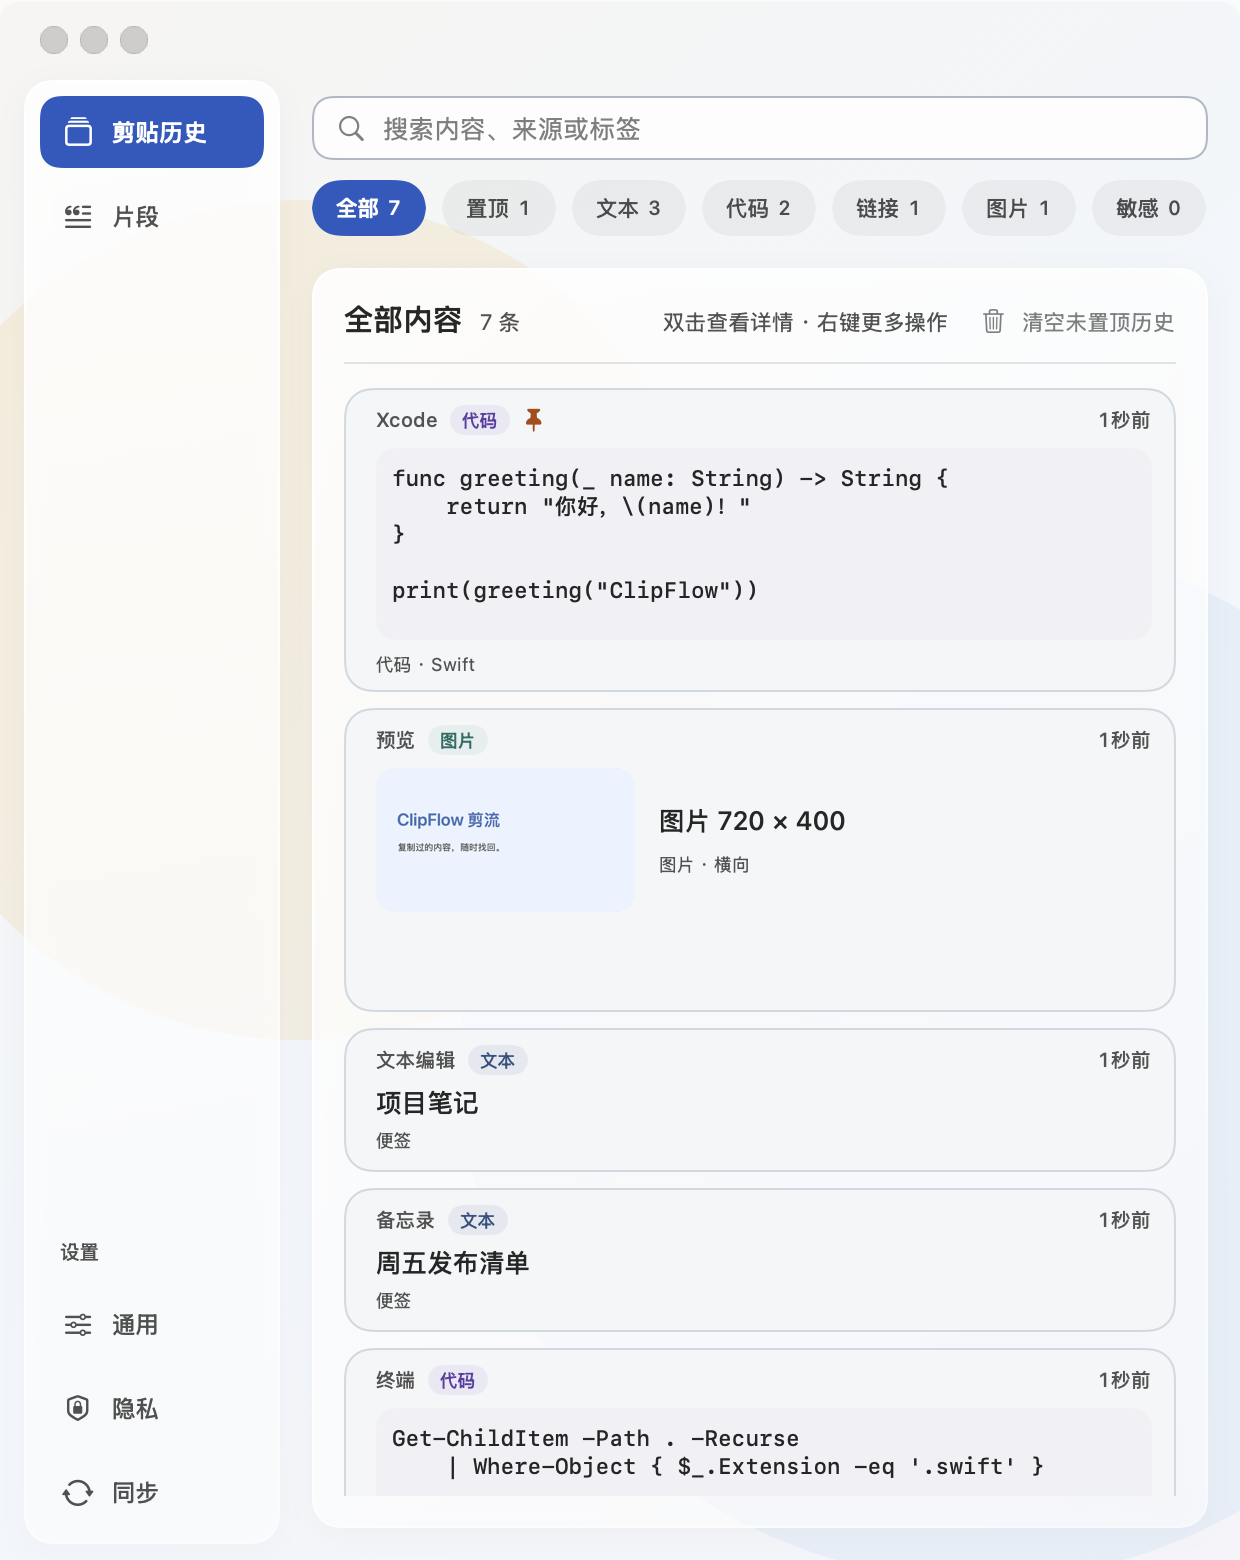 剪贴历史
片段
设置
通用
隐私
同步
搜索内容、来源或标签
全部 7 置顶 1 文本 3 代码 2 链接 1 图片 1 敏感 0
全部内容 7 条 双击查看详情 · 右键更多操作 清空未置顶历史
Xcode 代码 1秒前
func greeting(_ name: String) -> String {
    return "你好，\(name)！"
}
print(greeting("ClipFlow"))
代码 · Swift
预览 图片 1秒前
ClipFlow 剪流
复制过的内容，随时找回。
图片 720 × 400
图片 · 横向
文本编辑 文本 1秒前
项目笔记
便签
备忘录 文本 1秒前
周五发布清单
便签
终端 代码 1秒前
Get-ChildItem -Path . -Recurse
    | Where-Object { $_.Extension -eq '.swift' }